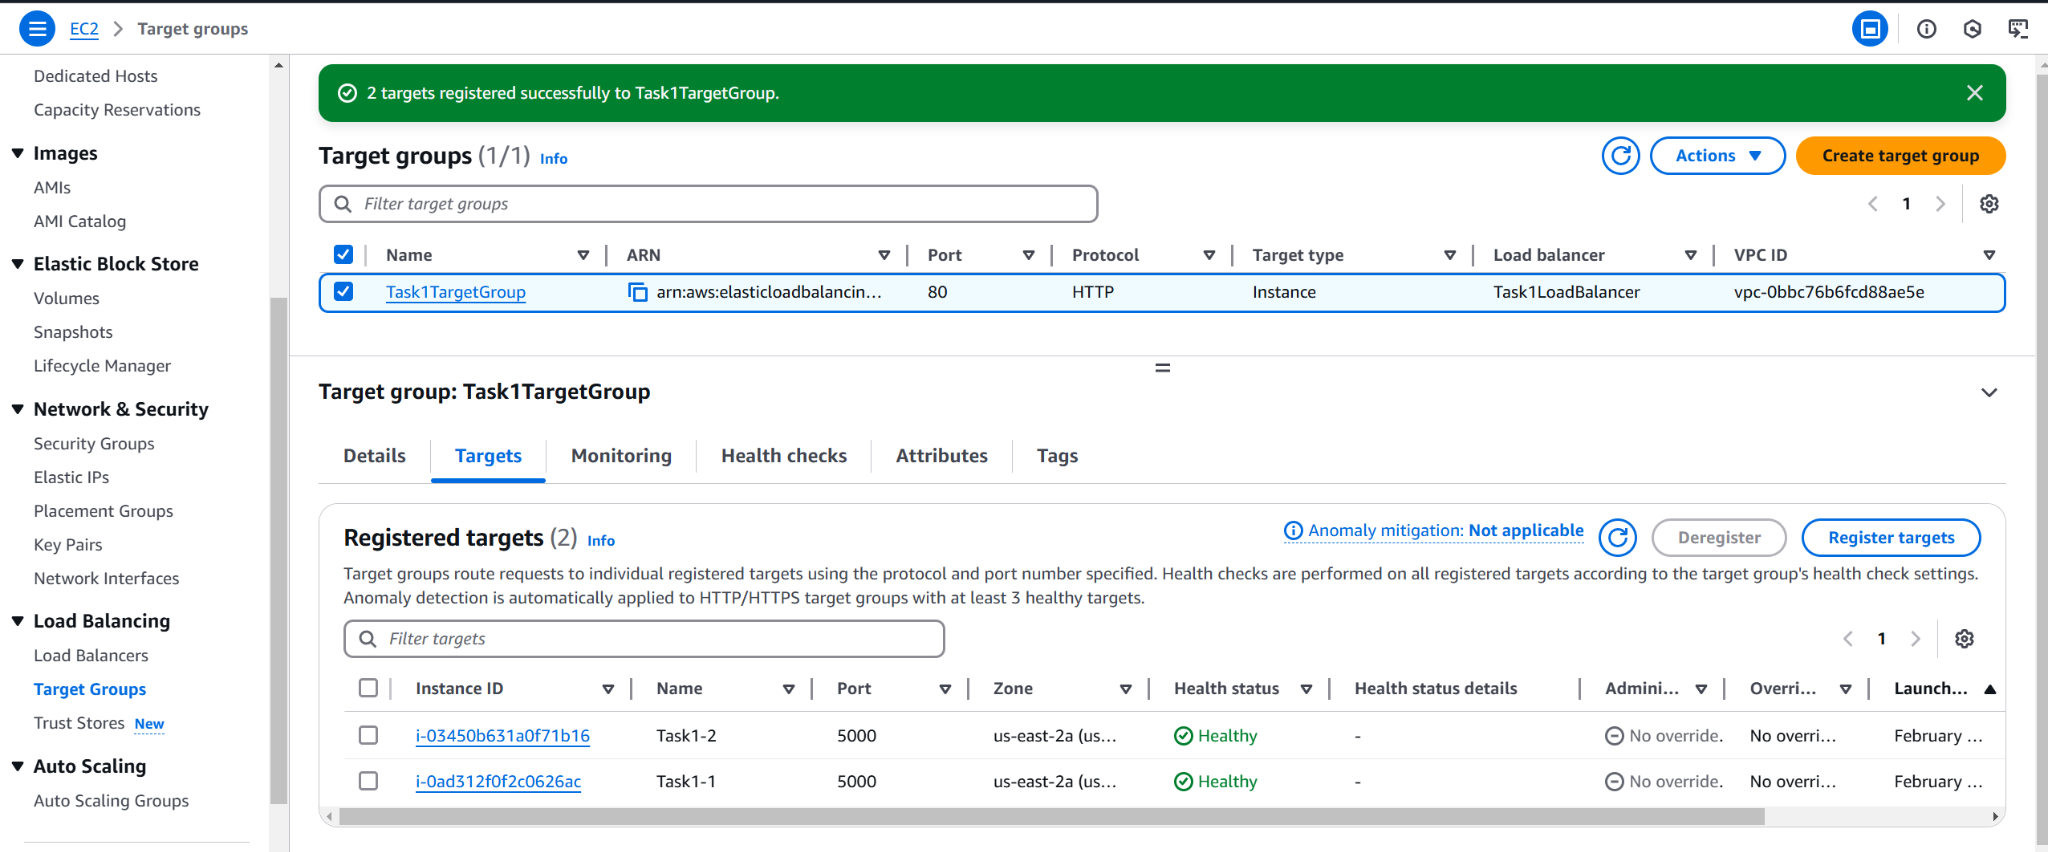 EC2 > Target groups
Dedicated Hosts
Capacity Reservations
Images
AMIs
AMI Catalog
Elastic Block Store
Volumes
Snapshots
Lifecycle Manager
Network & Security
Security Groups
Elastic IPs
Placement Groups
Key Pairs
Network Interfaces
Load Balancing
Load Balancers
Target Groups
Trust Stores New
Auto Scaling
Auto Scaling Groups
2 targets registered successfully to Task1TargetGroup.
Target groups (1/1) Info
Actions
Create target group
Filter target groups
1
Name ARN Port Protocol Target type Load balancer VPC ID
Task1TargetGroup arn:aws:elasticloadbalancin... 80 HTTP Instance Task1LoadBalancer vpc-0bbc76b6fcd88ae5e
Target group: Task1TargetGroup
Details Targets Monitoring Health checks Attributes Tags
Registered targets (2) Info
Anomaly mitigation: Not applicable
Deregister
Register targets
Target groups route requests to individual registered targets using the protocol and port number specified. Health checks are performed on all registered targets according to the target group's health check settings.
Anomaly detection is automatically applied to HTTP/HTTPS target groups with at least 3 healthy targets.
Filter targets
1
Instance ID Name Port Zone Health status Health status details Admini... Overri... Launch...
i-03450b631a0f71b16 Task1-2 5000 us-east-2a (us... Healthy - No override. No overri... February ...
i-0ad312f0f2c0626ac Task1-1 5000 us-east-2a (us... Healthy - No override. No overri... February ...